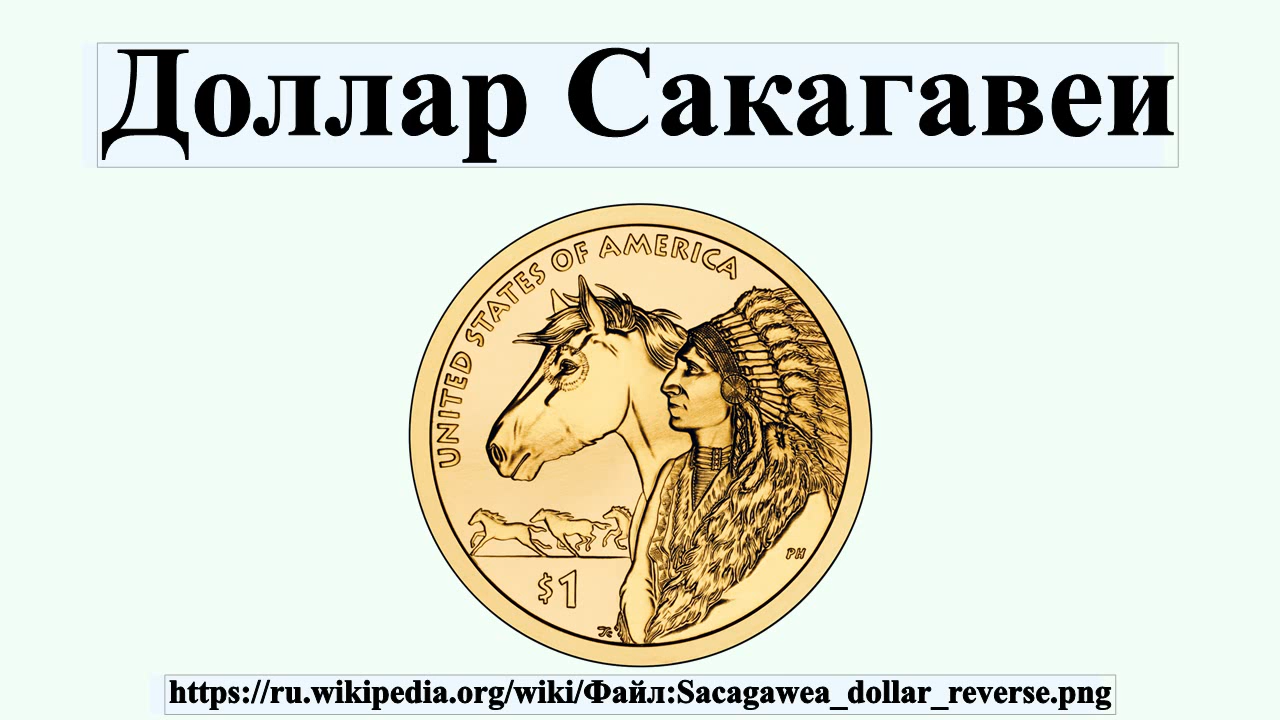 Доллар Сакагавеи
UNITED STATES OF AMERICA
PH
$1
https://ru.wikipedia.org/wiki/Файл:Sacagawea_dollar_reverse.png